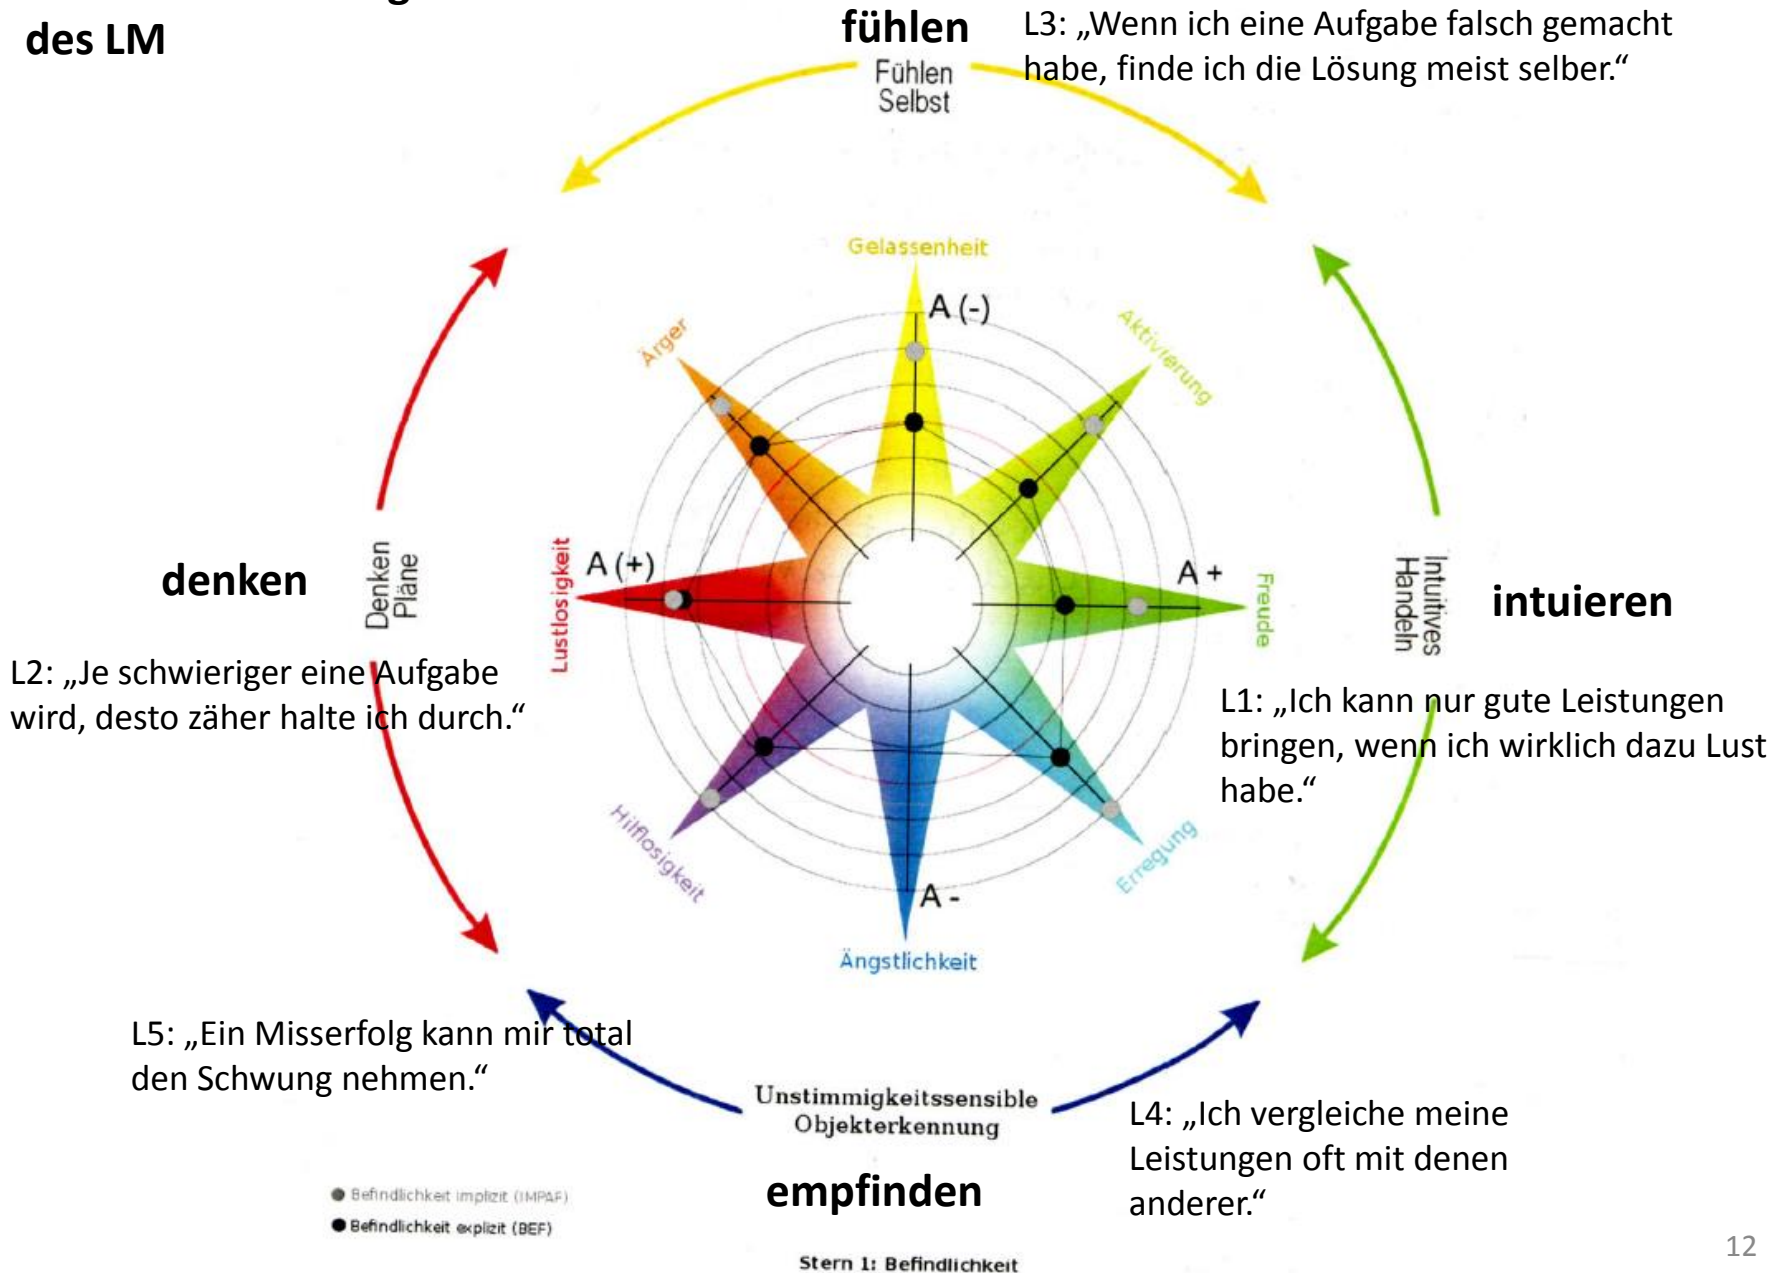 des LM
fühlen
L3: „Wenn ich eine Aufgabe falsch gemacht
habe, finde ich die Lösung meist selber.“
Fühlen
Selbst
Gelassenheit
A (-)
Ärger
Aktivierung
denken
Denken
Pläne
Lustlosigkeit
A (+)
A +
Freude
Intuitives
Handeln
intuieren
L2: „Je schwieriger eine Aufgabe
wird, desto zäher halte ich durch.“
L1: „Ich kann nur gute Leistungen
bringen, wenn ich wirklich dazu Lust
habe.“
Hilflosigkeit
Erregung
A -
Ängstlichkeit
L5: „Ein Misserfolg kann mir total
den Schwung nehmen.“
Unstimmigkeitssensible
Objekterkennung
L4: „Ich vergleiche meine
Leistungen oft mit denen
anderer.“
empfinden
Befindlichkeit implizit (IMPAF)
Befindlichkeit explizit (BEF)
Stern 1: Befindlichkeit
12